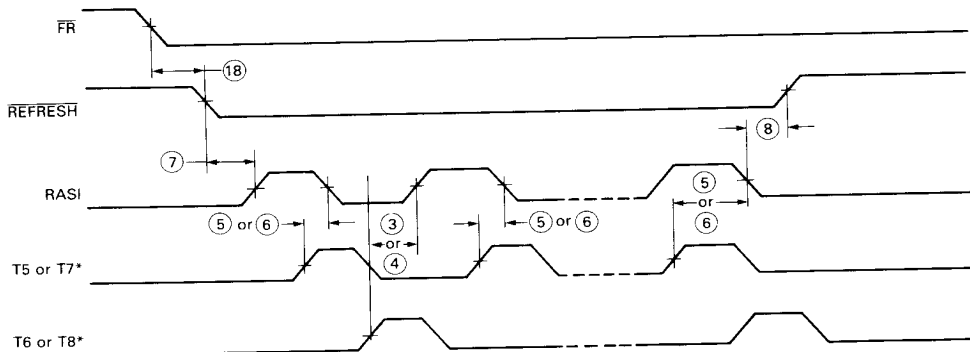 FR
18
REFRESH
8
7
RASI
5 or 6
3
or
4
5 or 6
5
or
6
T5 or T7*
T6 or T8*